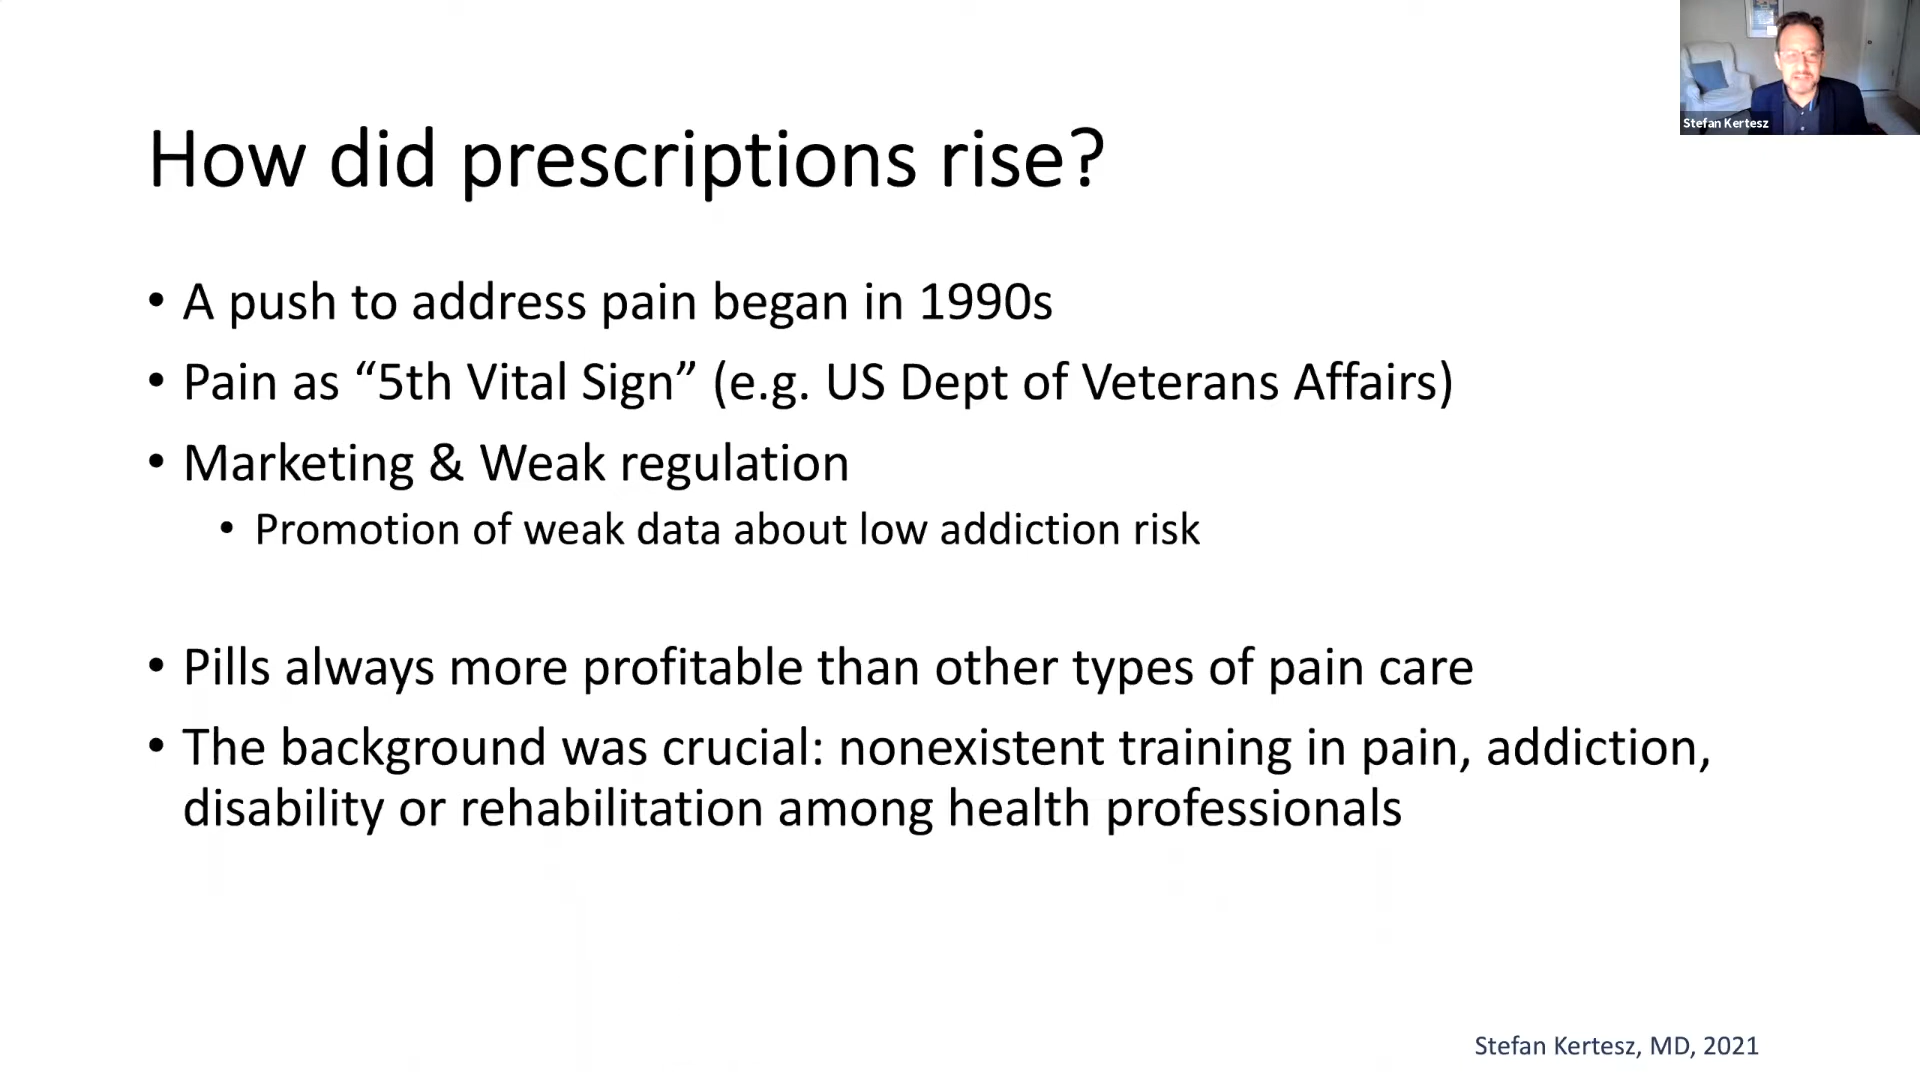 Stefan Kertesz
How did prescriptions rise?
• A push to address pain began in 1990s
• Pain as “5th Vital Sign” (e.g. US Dept of Veterans Affairs)
• Marketing & Weak regulation
• Promotion of weak data about low addiction risk
• Pills always more profitable than other types of pain care
• The background was crucial: nonexistent training in pain, addiction,
disability or rehabilitation among health professionals
Stefan Kertesz, MD, 2021